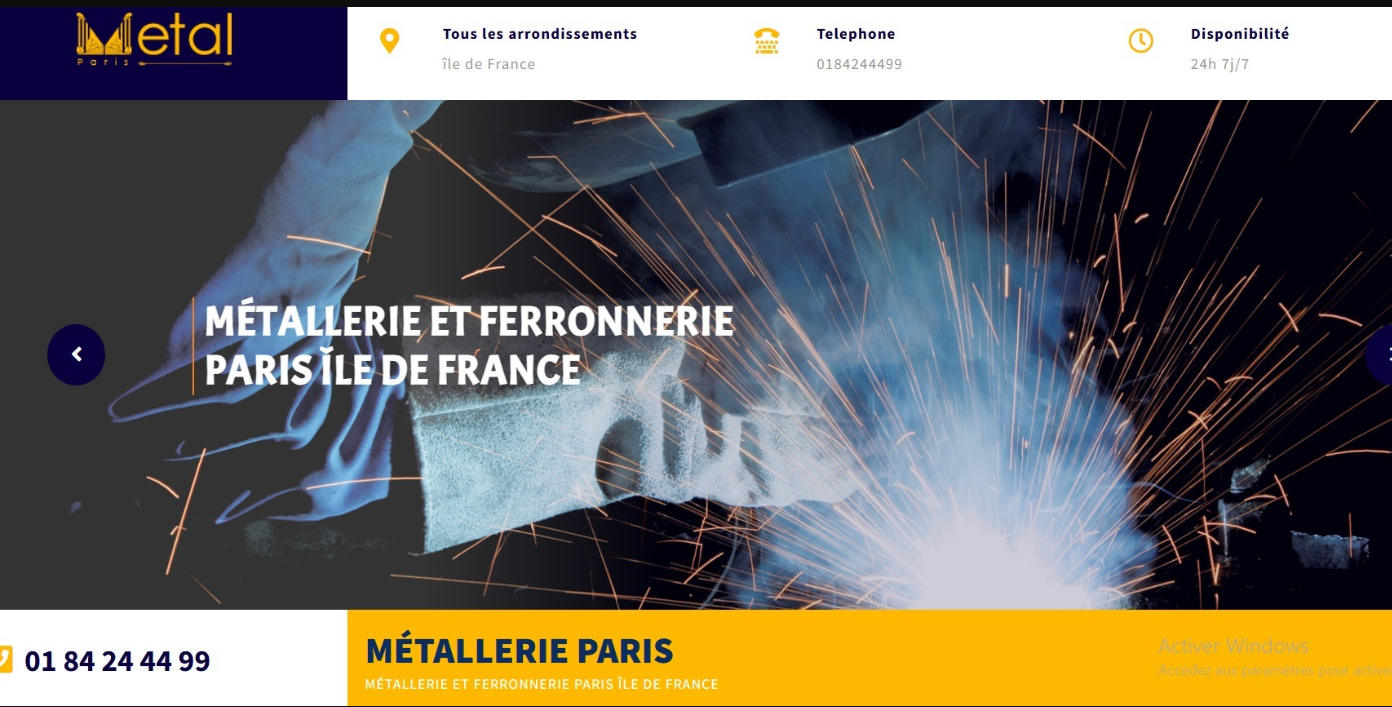 Metal
Paris
Tous les arrondissements
île de France
Telephone
0184244499
Disponibilité
24h 7j/7
MÉTALLERIE ET FERRONNERIE
PARIS ÎLE DE FRANCE
01 84 24 44 99
MÉTALLERIE PARIS
MÉTALLERIE ET FERRONNERIE PARIS ÎLE DE FRANCE
Activer Windows
Accédez aux paramètres pour active